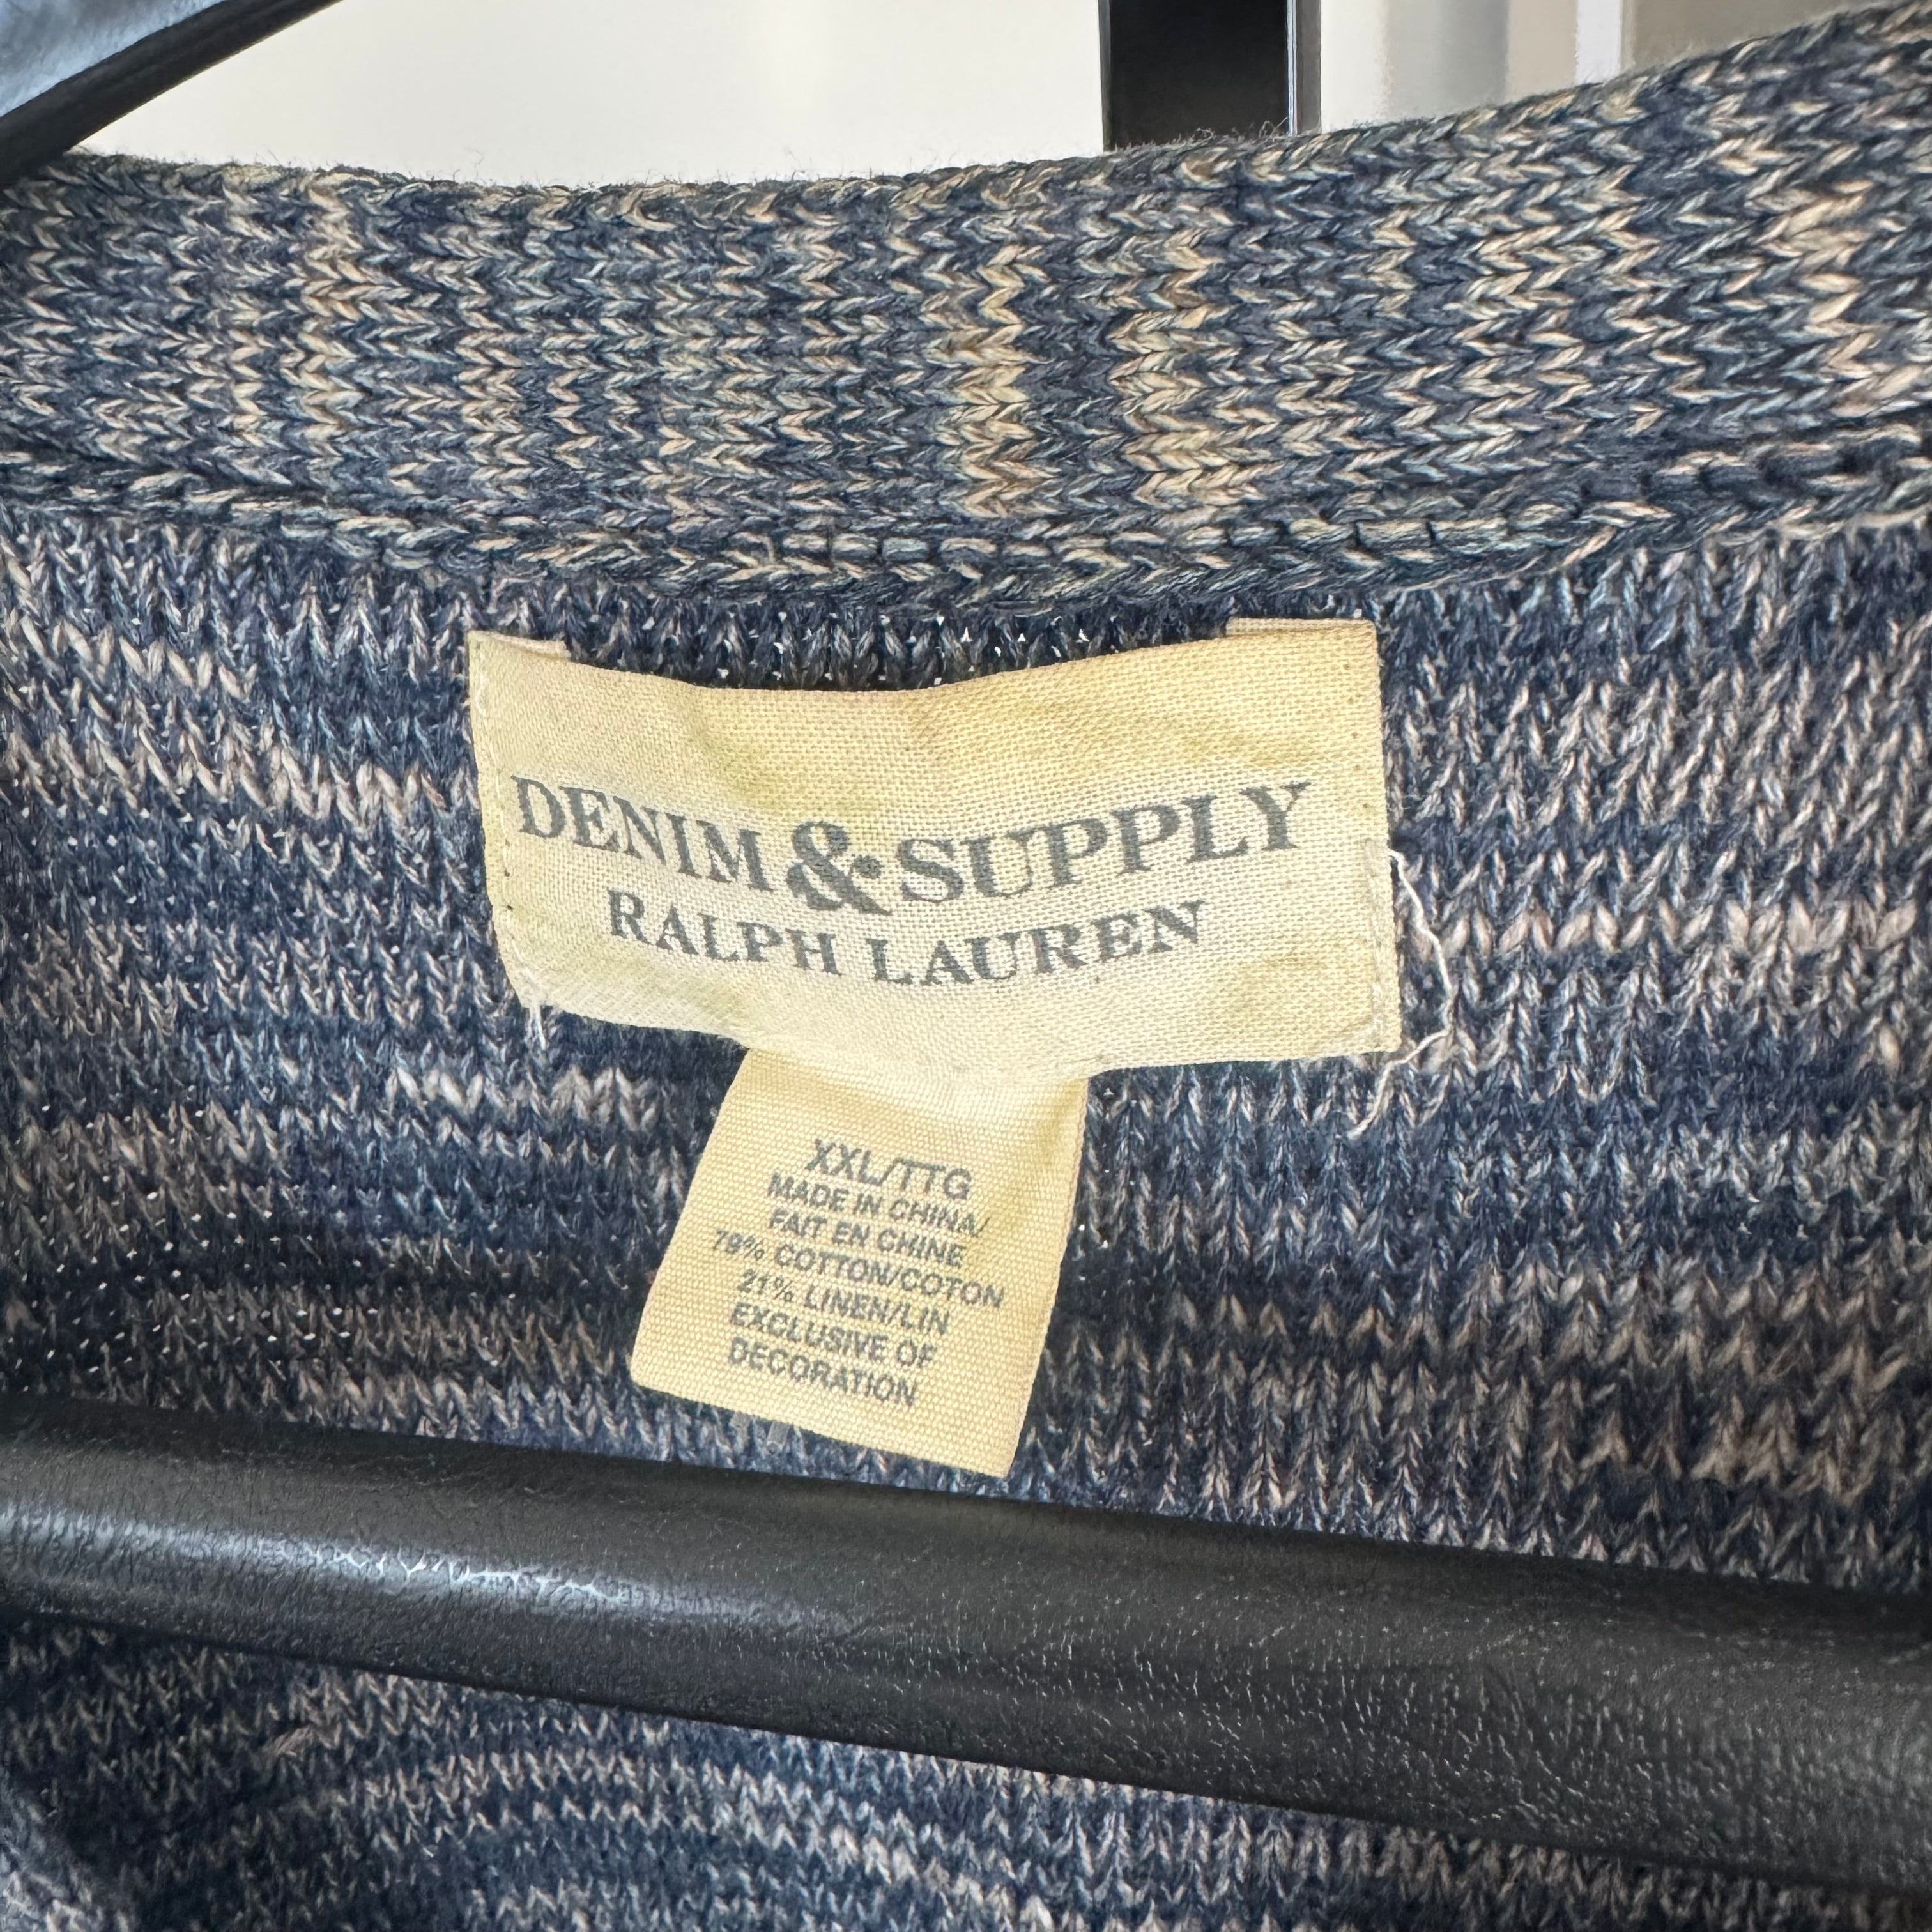 DENIM & SUPPLY
RALPH LAUREN
XXL/TTG
MADE IN CHINA/
FAIT EN CHINE
79% COTTON/COTON
21% LINEN/LIN
EXCLUSIVE OF
DECORATION